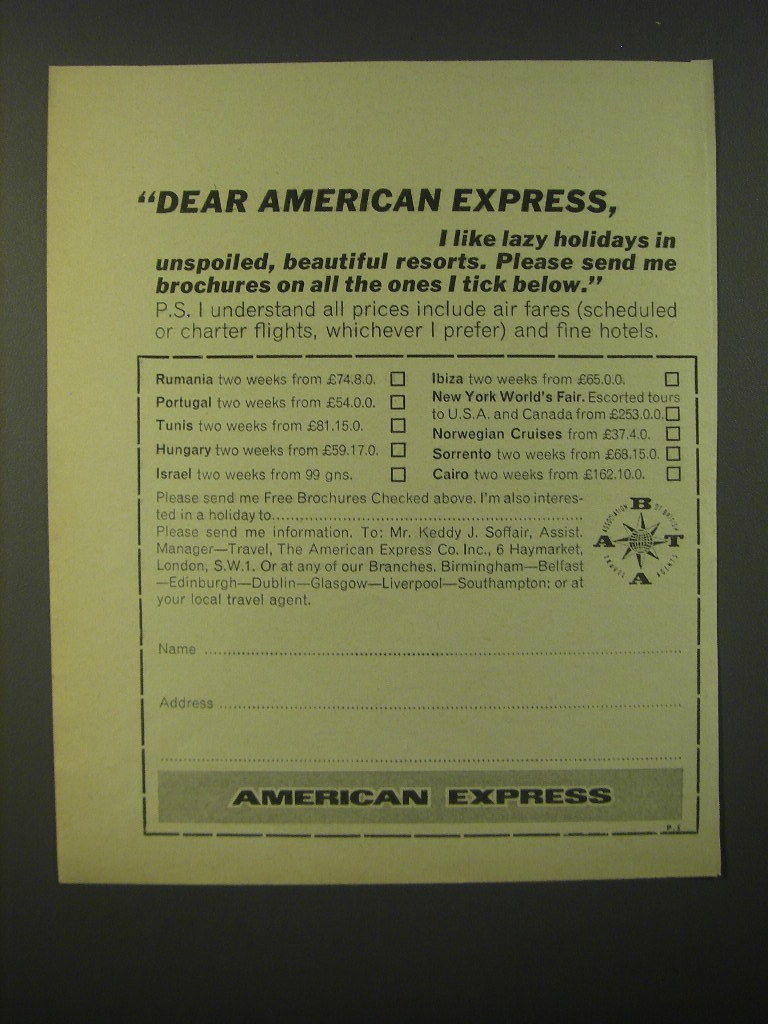 "DEAR AMERICAN EXPRESS,
I like lazy holidays in
unspoiled, beautiful resorts. Please send me
brochures on all the ones I tick below."
P.S. I understand all prices include air fares (scheduled
or charter flights, whichever I prefer) and fine hotels.
Rumania two weeks from £74.8.0.
Portugal two weeks from £54.0.0.
Tunis two weeks from £81.15.0.
Hungary two weeks from £59.17.0.
Israel two weeks from 99 gns.
Ibiza two weeks from £65.0.0.
New York World's Fair. Escorted tours
to U.S.A. and Canada from £253.0.0.
Norwegian Cruises from £37.4.0.
Sorrento two weeks from £68.15.0.
Cairo two weeks from £162.10.0.
Please send me Free Brochures Checked above. I'm also interes-
ted in a holiday to
Please send me information. To: Mr. Keddy J. Soffair, Assist.
Manager—Travel, The American Express Co. Inc., 6 Haymarket,
London, S.W.1. Or at any of our Branches. Birmingham—Belfast
—Edinburgh—Dublin—Glasgow—Liverpool—Southampton: or at
your local travel agent.
ASSOCIATION OF BRITISH TRAVEL AGENTS
A B T A
Name
Address
AMERICAN EXPRESS
P.S